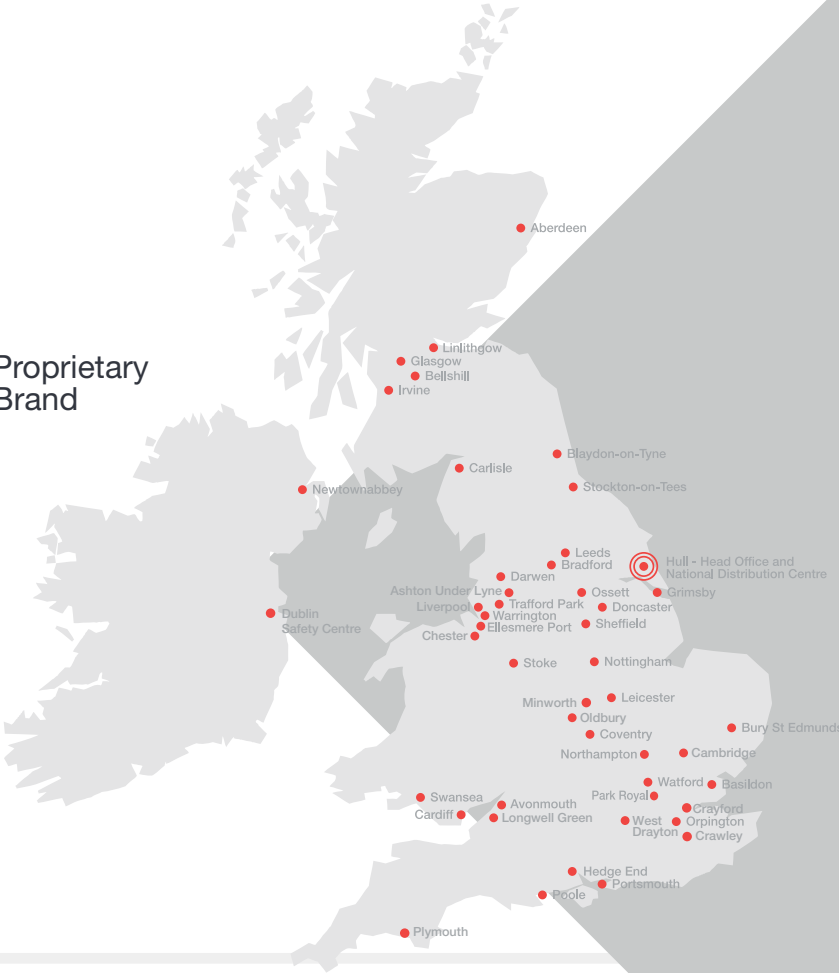 Proprietary
Brand
Aberdeen
Linlithgow
Glasgow
Bellshill
Irvine
Blaydon-on-Tyne
Carlisle
Stockton-on-Tees
Newtownabbey
Leeds
Bradford
Hull - Head Office and
National Distribution Centre
Darwen
Ashton Under Lyne
Ossett
Grimsby
Liverpool
Trafford Park
Doncaster
Warrington
Dublin
Safety Centre
Ellesmere Port
Sheffield
Chester
Stoke
Nottingham
Minworth
Leicester
Oldbury
Coventry
Bury St Edmunds
Northampton
Cambridge
Watford
Basildon
Park Royal
Swansea
Avonmouth
Crayford
Cardiff
Longwell Green
West
Drayton
Orpington
Crawley
Hedge End
Portsmouth
Poole
Plymouth